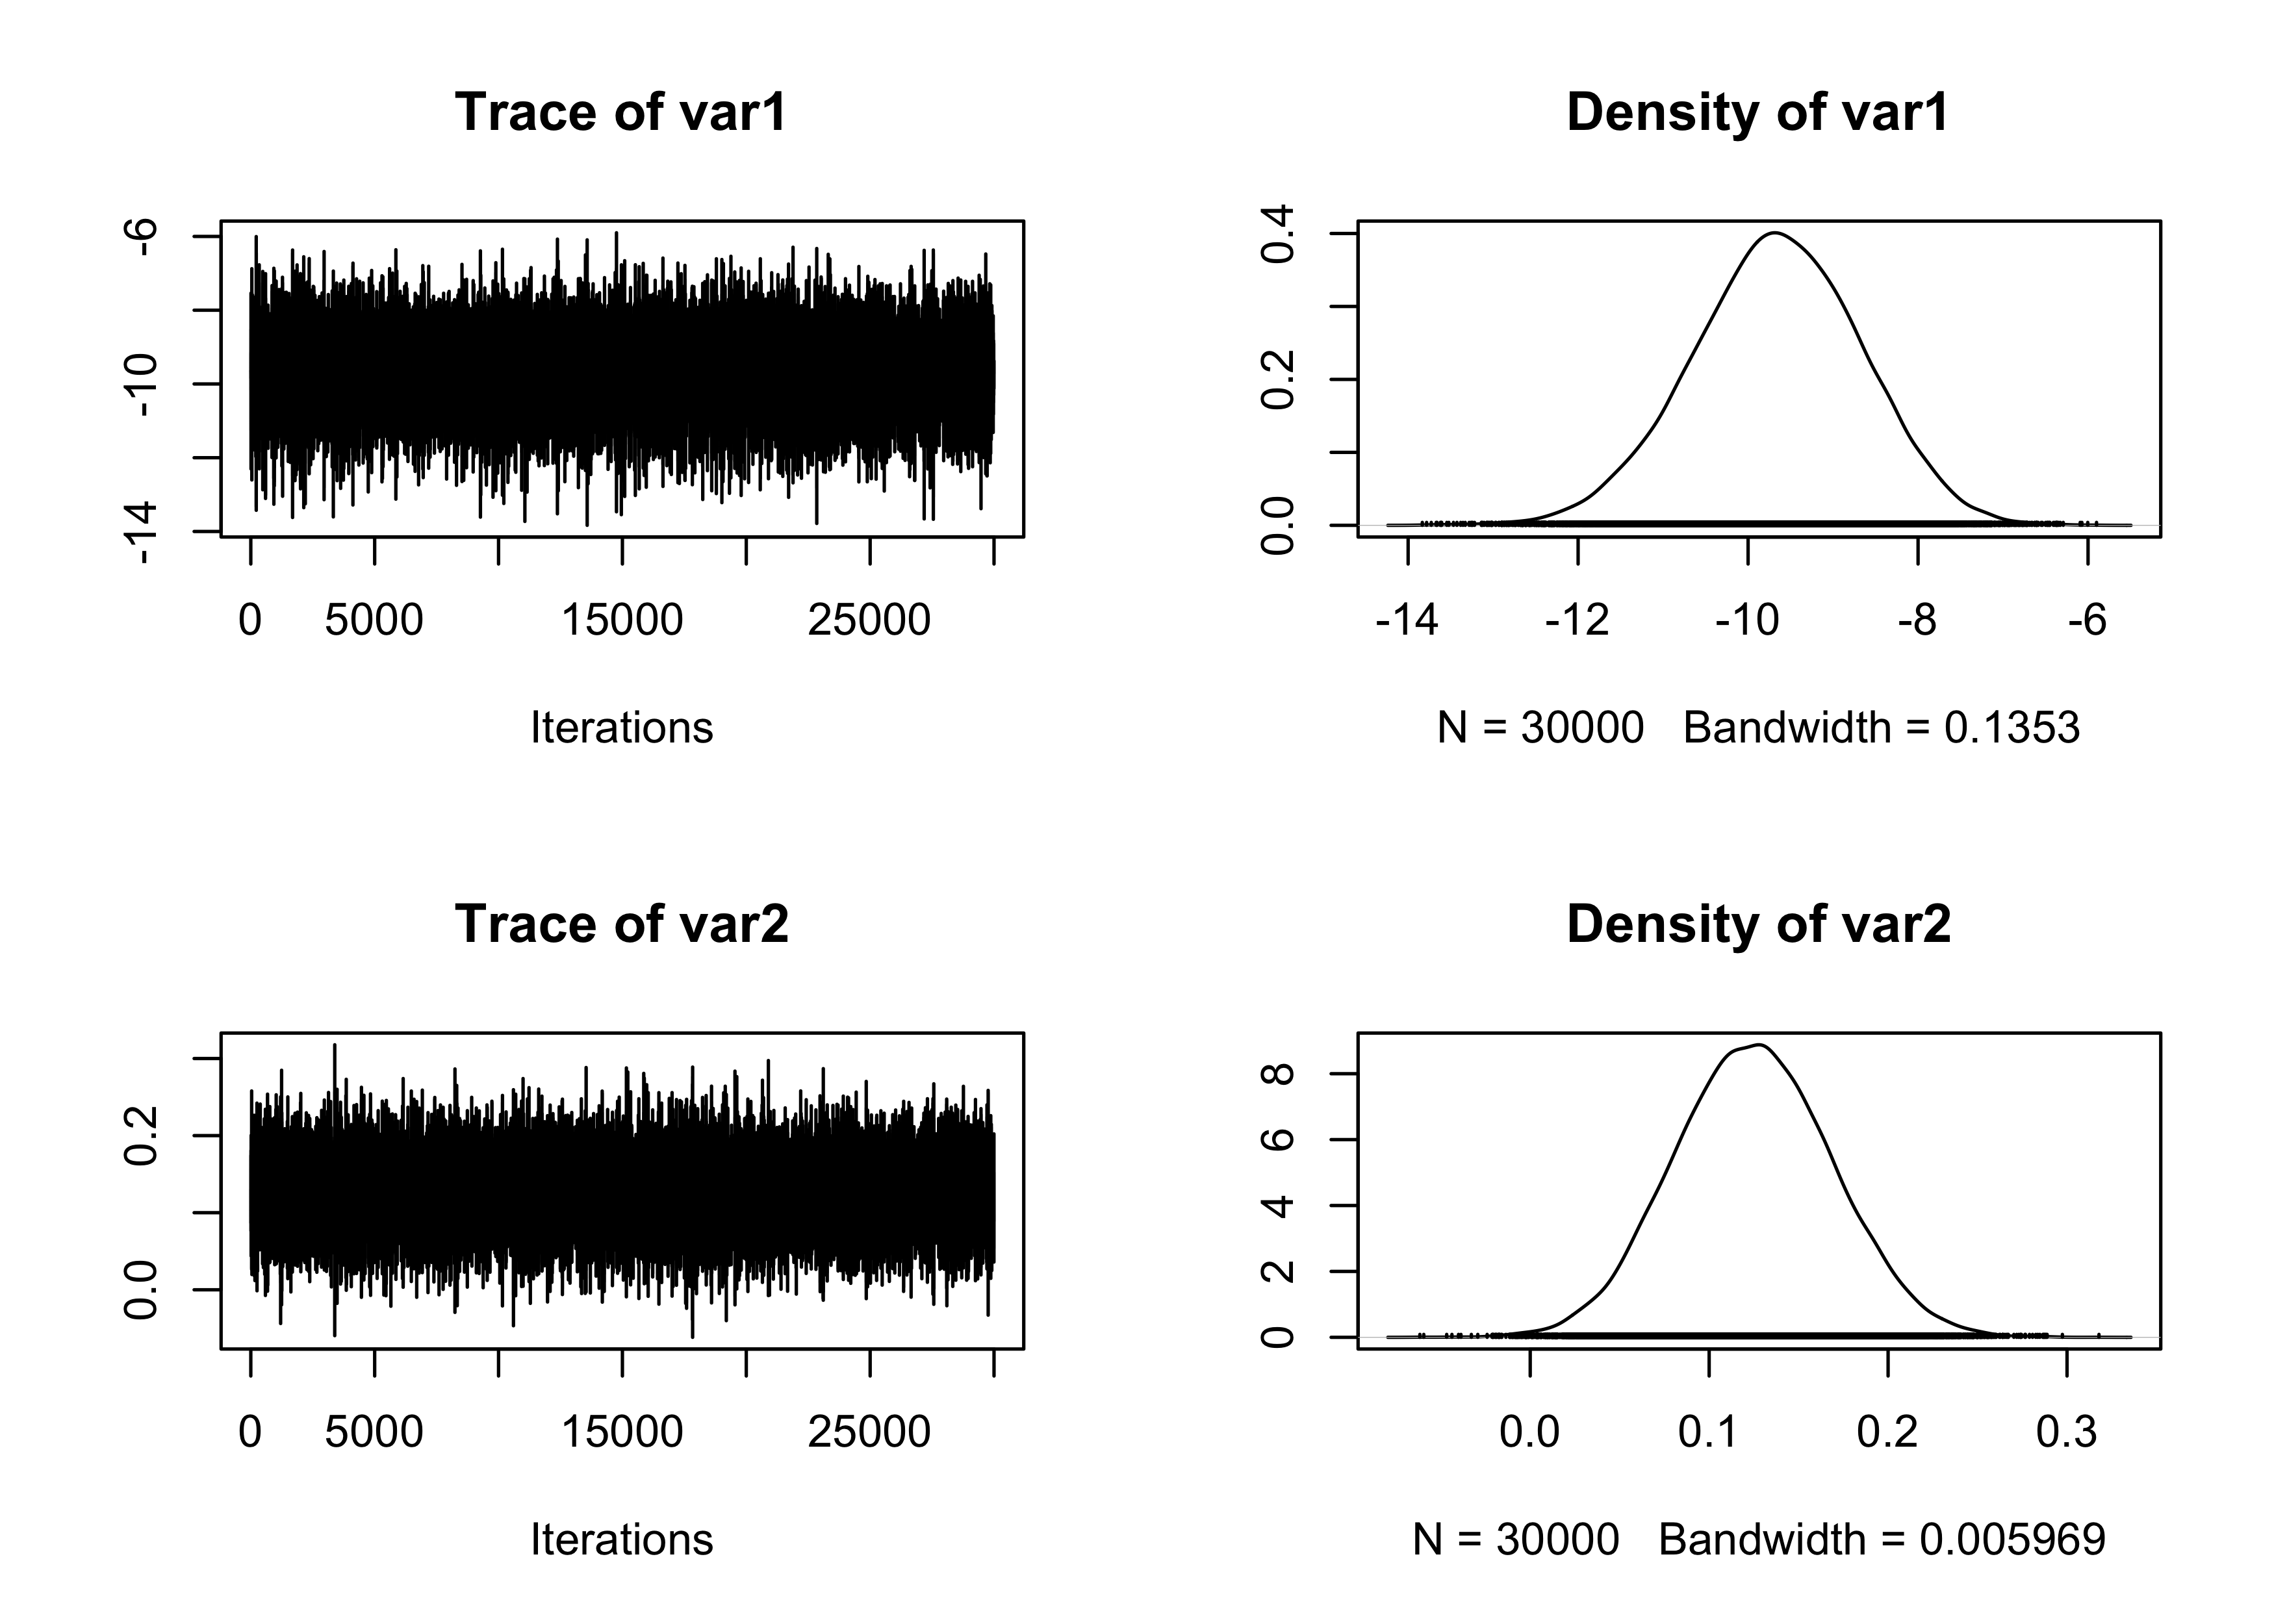 Trace of var1
-6
-10
-14
0 5000 15000 25000
Iterations
Density of var1
0.4
0.2
0.0
-14 -12 -10 -8 -6
N = 30000 Bandwidth = 0.1353
Trace of var2
0.2
0.0
0 5000 15000 25000
Iterations
Density of var2
8
6
4
2
0
0.0 0.1 0.2 0.3
N = 30000 Bandwidth = 0.005969